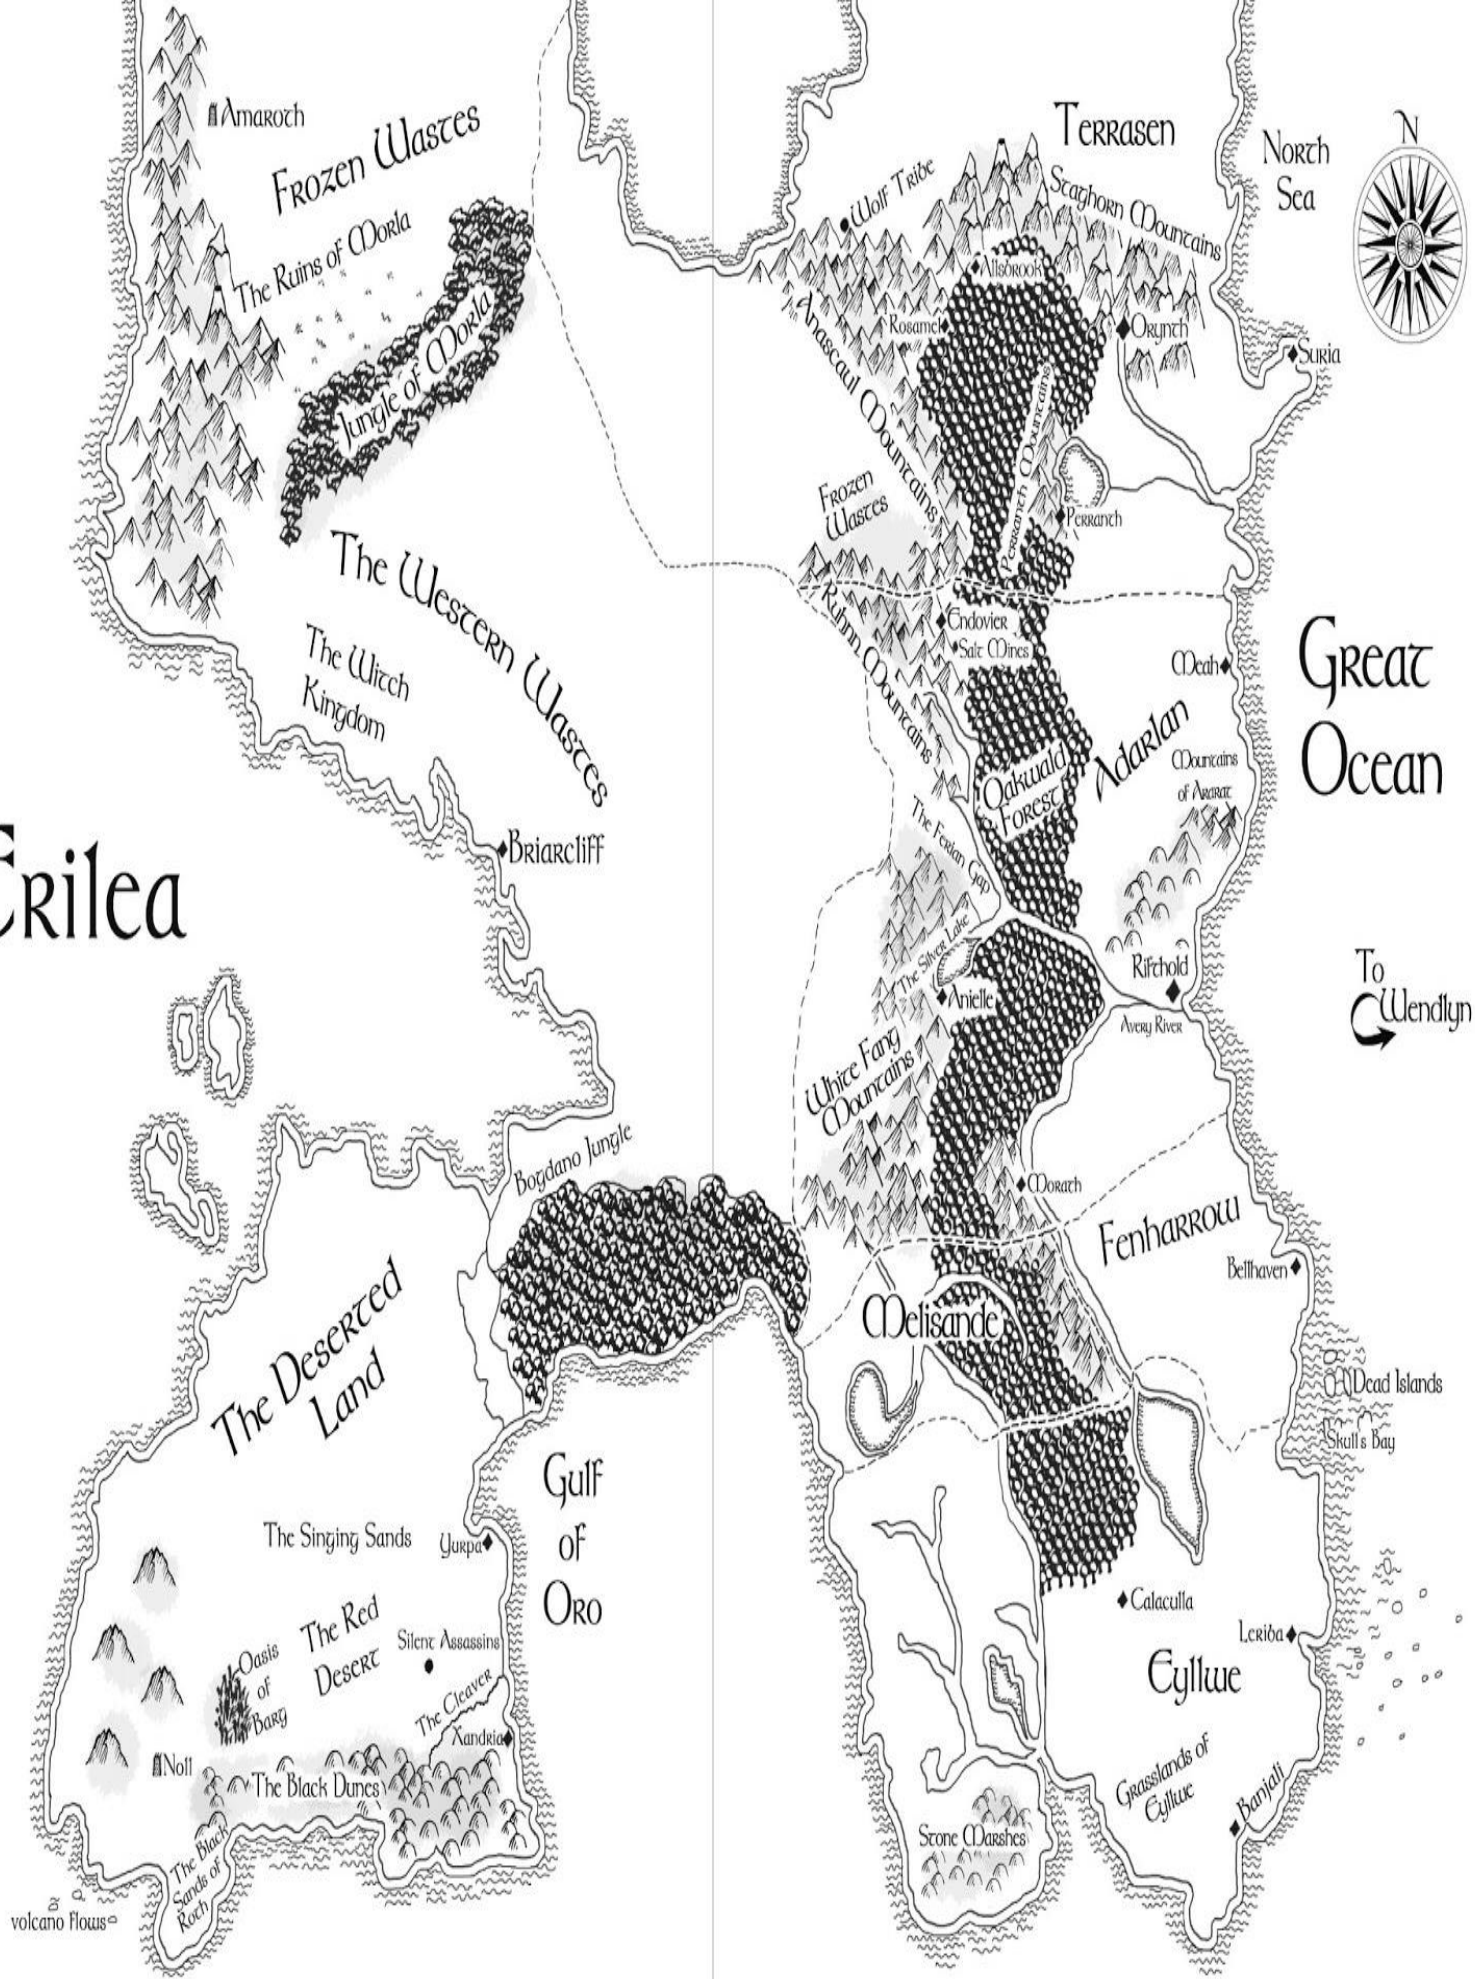 Amaroth
Frozen Wastes
The Ruins of Morla
Jungle of Morla
The Western Wastes
The Witch
Kingdom
Briarcliff
Erilea
Terrasen
North
Sea
N
Wolf Tribe
Staghorn Mountains
Allsbrook
Rosamel
Orynth
Suria
Anascaul Mountains
Perranth Mountains
Frozen
Wastes
Perranth
Ruhnn Mountains
Endovier
Salt Mines
Meah
Great
Ocean
Adarlan
Oakwald
Forest
Mountains
of Ararat
The Ferian Gap
The Silver Lake
Anielle
Rifthold
Avery River
To
Wendlyn
White Fang
Mountains
Morath
Fenharrow
Bellhaven
Melisande
Dead Islands
Skull's Bay
Bogdano Jungle
The Deserted
Land
Gulf
of
Oro
The Singing Sands
Yurpa
The Red
Desert
Silent Assassins
Oasis
of
Barg
The Cleaver
Xandria
Noll
The Black Dunes
The Black
Sands of
Roth
volcano flows
Calaculla
Leriba
Eyllwe
Grasslands of
Eyllwe
Banjali
Stone Marshes